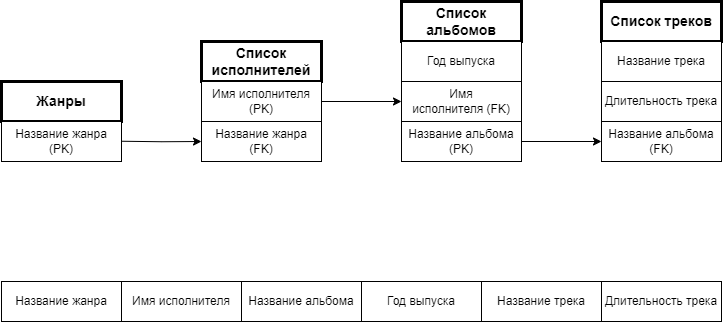 Жанры
Название жанра
(PK)
Список
исполнителей
Имя исполнителя
(PK)
Название жанра
(FK)
Список
альбомов
Год выпуска
Имя
исполнителя (FK)
Название альбома
(PK)
Список треков
Название трека
Длительность трека
Название альбома
(FK)
Название жанра
Имя исполнителя
Название альбома
Год выпуска
Название трека
Длительность трека